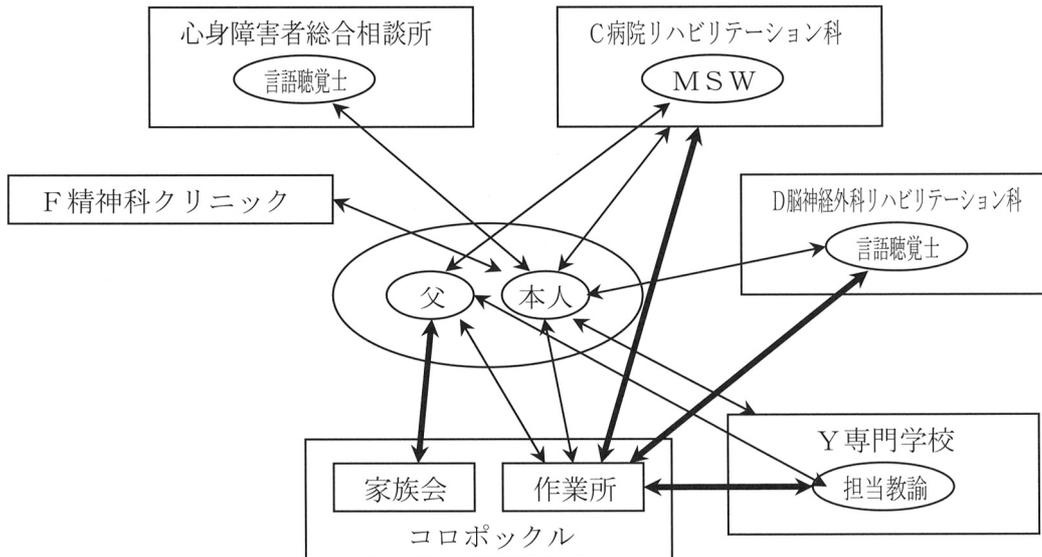 心身障害者総合相談所
言語聴覚士
C病院リハビリテーション科
MSW
F精神科クリニック
D脳神経外科リハビリテーション科
言語聴覚士
父
本人
Y専門学校
担当教諭
家族会
作業所
コロポックル